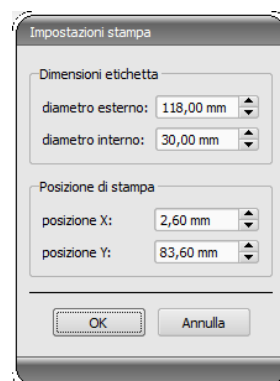 Impostazioni stampa
Dimensioni etichetta
diametro esterno: 118,00 mm
diametro interno: 30,00 mm
Posizione di stampa
posizione X: 2,60 mm
posizione Y: 83,60 mm
OK Annulla